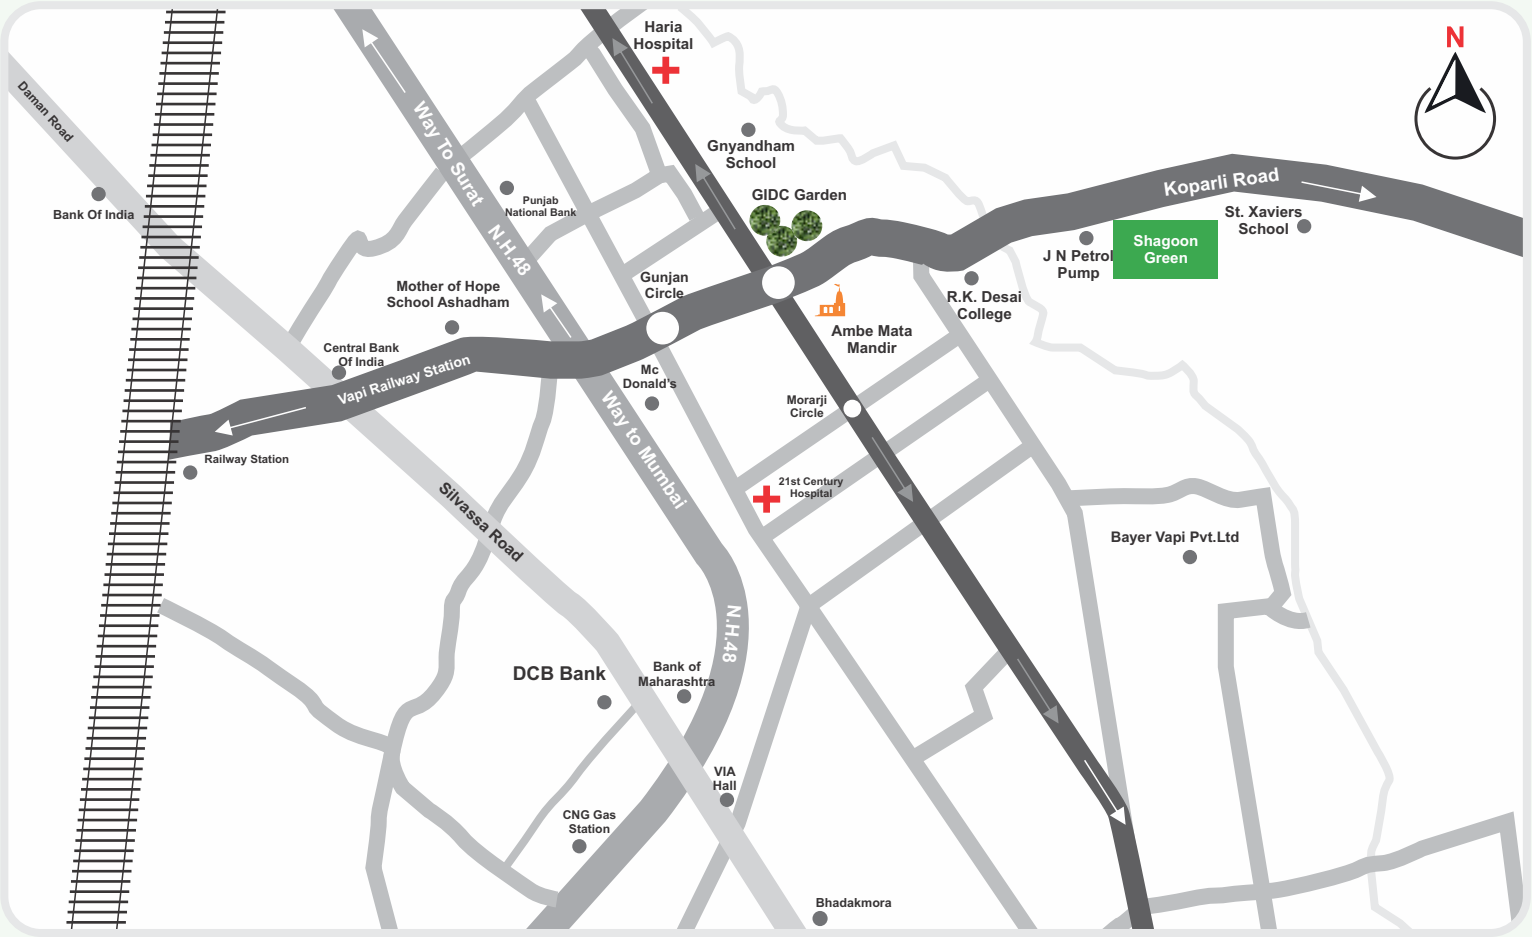 Haria
Hospital
N
Daman Road
Way To Surat
N.H.48
Gnyandham
School
Punjab
National Bank
GIDC Garden
Koparli Road
Bank Of India
St. Xaviers
School
J N Petrol
Pump
Shagoon
Green
Mother of Hope
School Ashadham
Gunjan
Circle
R.K. Desai
College
Ambe Mata
Mandir
Central Bank
Of India
Vapi Railway Station
Mc
Donald's
Morarji
Circle
Way to Mumbai
Railway Station
21st Century
Hospital
Silvassa Road
Bayer Vapi Pvt.Ltd
N.H.48
DCB Bank
Bank of
Maharashtra
VIA
Hall
CNG Gas
Station
Bhadakmora